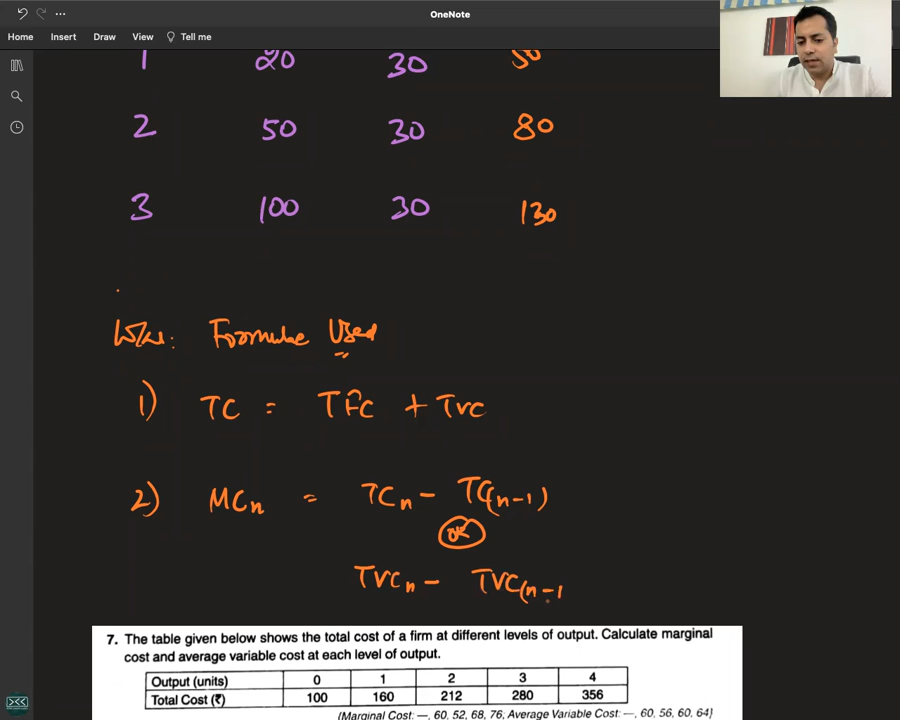 OneNote
Home Insert Draw View Tell me
1 20 30 50
2 50 30 80
3 100 30 130
W/N: Formulae Used
1) TC = TFC + TVC
2) MCn = TCn - TC(n-1)
OR
TVCn - TVC(n-1
7. The table given below shows the total cost of a firm at different levels of output. Calculate marginal
cost and average variable cost at each level of output.
Output (units) 0 1 2 3 4
Total Cost (₹) 100 160 212 280 356
(Marginal Cost: —, 60, 52, 68, 76; Average Variable Cost: —, 60, 56, 60, 64}